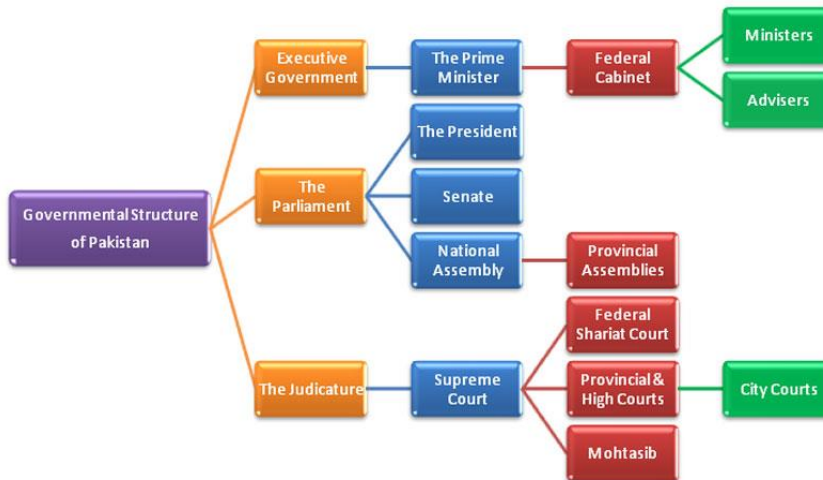 Governmental Structure
of Pakistan
Executive
Government
The Prime
Minister
Federal
Cabinet
Ministers
Advisers
The
Parliament
The President
Senate
National
Assembly
Provincial
Assemblies
The Judicature
Supreme
Court
Federal
Shariat Court
Provincial &
High Courts
City Courts
Mohtasib